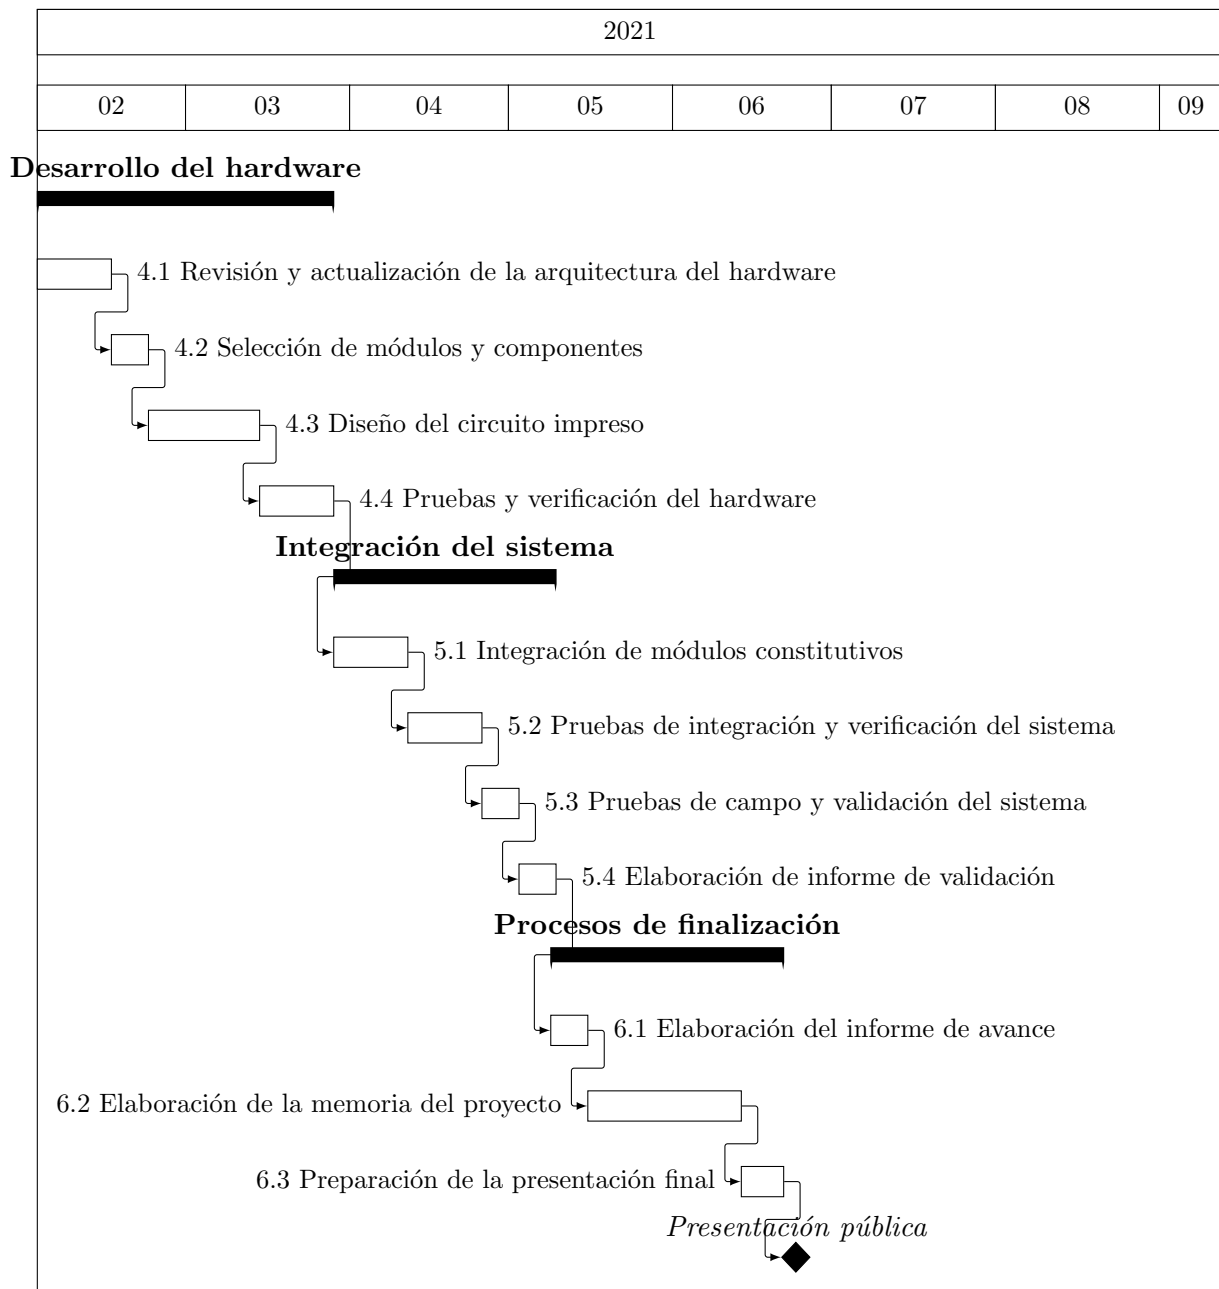 2021
02 03 04 05 06 07 08 09
Desarrollo del hardware
4.1 Revisión y actualización de la arquitectura del hardware
4.2 Selección de módulos y componentes
4.3 Diseño del circuito impreso
4.4 Pruebas y verificación del hardware
Integración del sistema
5.1 Integración de módulos constitutivos
5.2 Pruebas de integración y verificación del sistema
5.3 Pruebas de campo y validación del sistema
5.4 Elaboración de informe de validación
Procesos de finalización
6.1 Elaboración del informe de avance
6.2 Elaboración de la memoria del proyecto
6.3 Preparación de la presentación final
Presentación pública